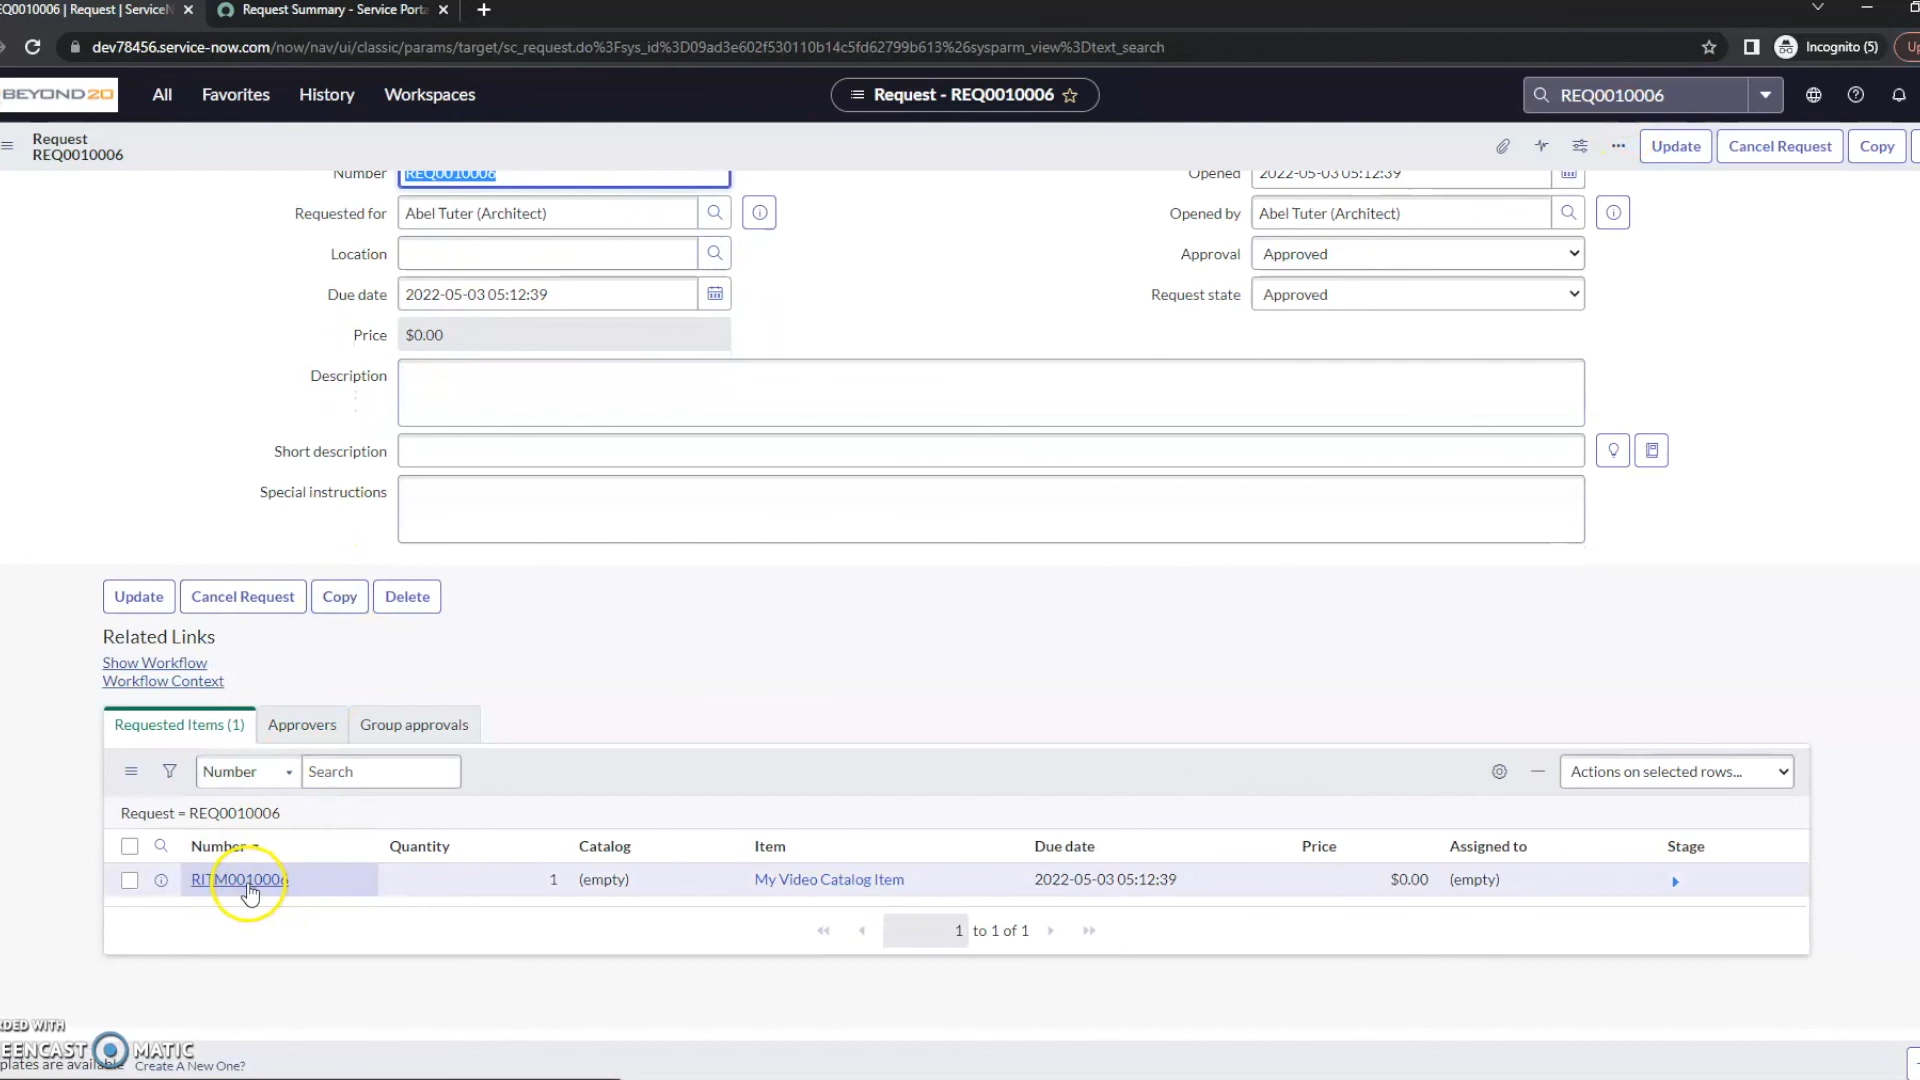 EQ0010006 | Request | ServiceN
Request Summary - Service Porta
dev78456.service-now.com/now/nav/ui/classic/params/target/sc_request.do%3Fsys_id%3D09ad3e602f530110b14c5fd62799b613%26sysparm_view%3Dtext_search
Incognito (5)
Up
BEYOND20
All
Favorites
History
Workspaces
Request - REQ0010006
REQ0010006
Request
REQ0010006
Update
Cancel Request
Copy
Number
REQ0010006
Opened
2022-05-03 05:12:39
Requested for
Abel Tuter (Architect)
Opened by
Abel Tuter (Architect)
Location
Approval
Approved
Due date
2022-05-03 05:12:39
Request state
Approved
Price
$0.00
Description
Short description
Special instructions
Update
Cancel Request
Copy
Delete
Related Links
Show Workflow
Workflow Context
Requested Items (1)
Approvers
Group approvals
Number
Search
Actions on selected rows...
Request = REQ0010006
Number
Quantity
Catalog
Item
Due date
Price
Assigned to
Stage
RITM0010006
1
(empty)
My Video Catalog Item
2022-05-03 05:12:39
$0.00
(empty)
1 to 1 of 1
RDED WITH
EENCAST MATIC
plates are available
Create A New One?